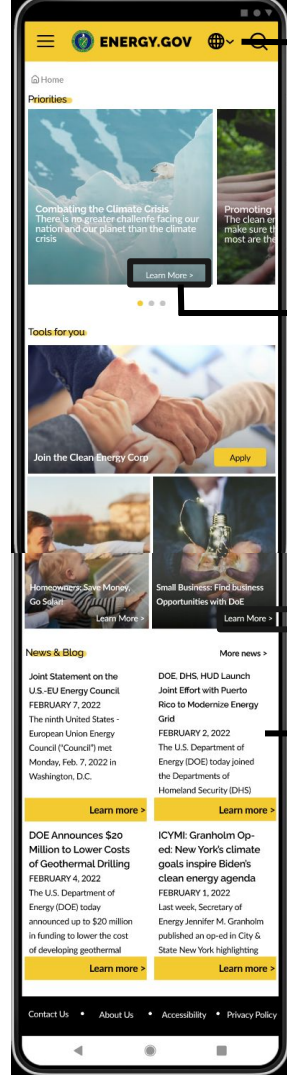 ENERGY.GOV
Home
Priorities
Combating the Climate Crisis
There is no greater challenfe facing our
nation and our planet than the climate
crisis
Learn More >
Promoting
The clean en
make sure th
most are the
Tools for you
Join the Clean Energy Corp
Apply
Homeowners: Save Money,
Go Solar!
Learn More >
Small Business: Find business
Opportunities with DoE
Learn More >
News & Blog
More news >
Joint Statement on the
U.S.-EU Energy Council
FEBRUARY 7, 2022
The ninth United States -
European Union Energy
Council ("Council") met
Monday, Feb. 7, 2022 in
Washington, D.C.
Learn more >
DOE, DHS, HUD Launch
Joint Effort with Puerto
Rico to Modernize Energy
Grid
FEBRUARY 2, 2022
The U.S. Department of
Energy (DOE) today joined
the Departments of
Homeland Security (DHS)
Learn more >
DOE Announces $20
Million to Lower Costs
of Geothermal Drilling
FEBRUARY 4, 2022
The U.S. Department of
Energy (DOE) today
announced up to $20 million
in funding to lower the cost
of developing geothermal
Learn more >
ICYMI: Granholm Op-
ed: New York's climate
goals inspire Biden's
clean energy agenda
FEBRUARY 1, 2022
Last week, Secretary of
Energy Jennifer M. Granholm
published an op-ed in City &
State New York highlighting
Learn more >
Contact Us • About Us • Accessibility • Privacy Policy